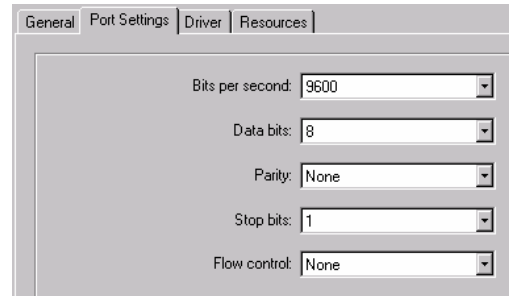 General Port Settings Driver Resources
Bits per second: 9600
Data bits: 8
Parity: None
Stop bits: 1
Flow control: None